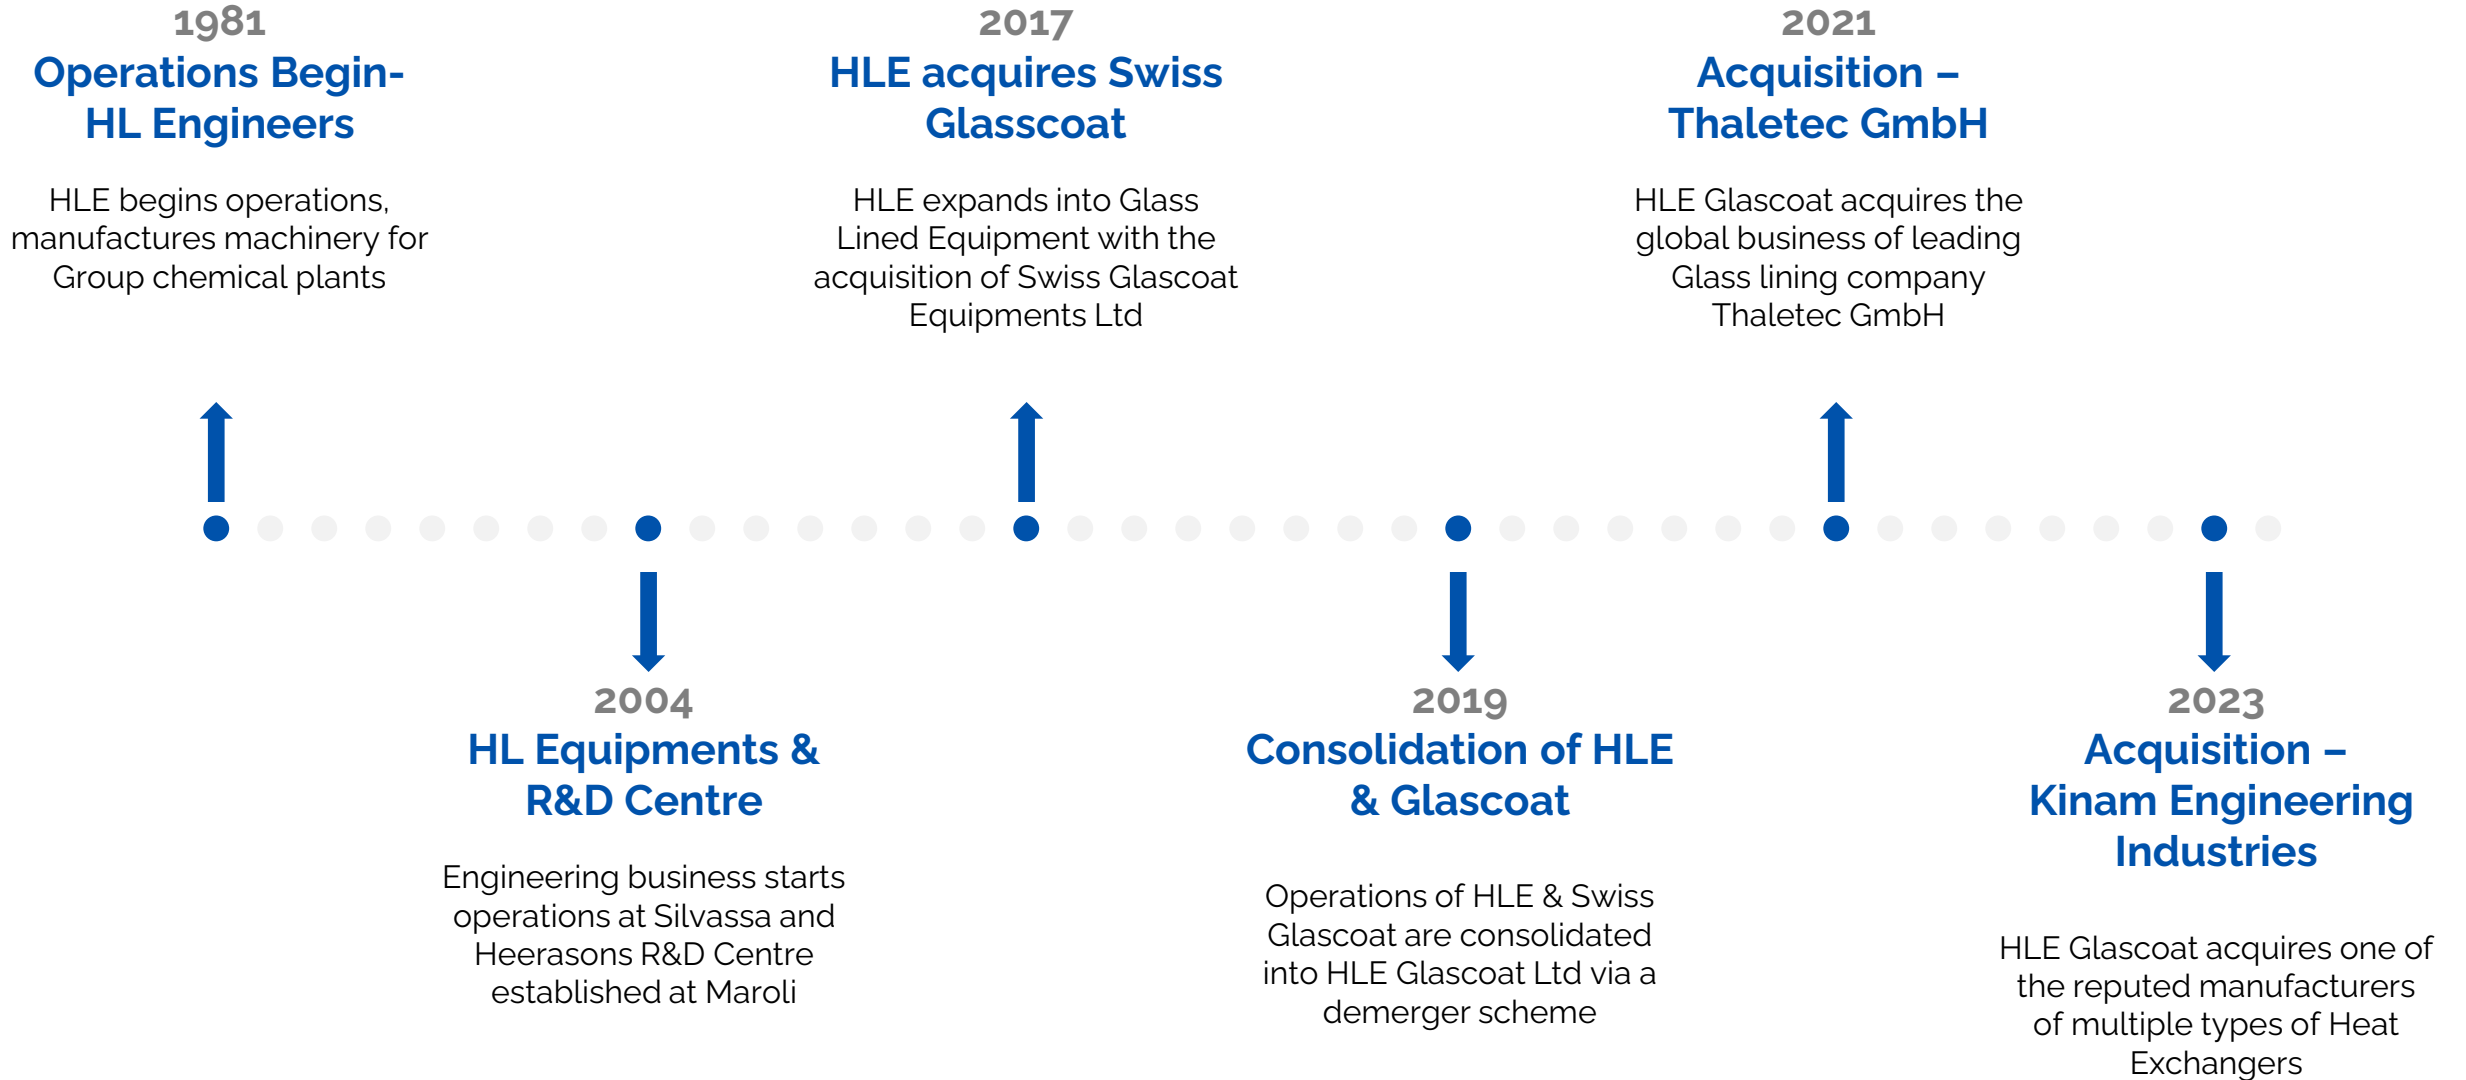 1981
Operations Begin-
HL Engineers
HLE begins operations,
manufactures machinery for
Group chemical plants
2017
HLE acquires Swiss
Glasscoat
HLE expands into Glass
Lined Equipment with the
acquisition of Swiss Glascoat
Equipments Ltd
2021
Acquisition –
Thaletec GmbH
HLE Glascoat acquires the
global business of leading
Glass lining company
Thaletec GmbH
2004
HL Equipments &
R&D Centre
Engineering business starts
operations at Silvassa and
Heerasons R&D Centre
established at Maroli
2019
Consolidation of HLE
& Glascoat
Operations of HLE & Swiss
Glascoat are consolidated
into HLE Glascoat Ltd via a
demerger scheme
2023
Acquisition –
Kinam Engineering
Industries
HLE Glascoat acquires one of
the reputed manufacturers
of multiple types of Heat
Exchangers